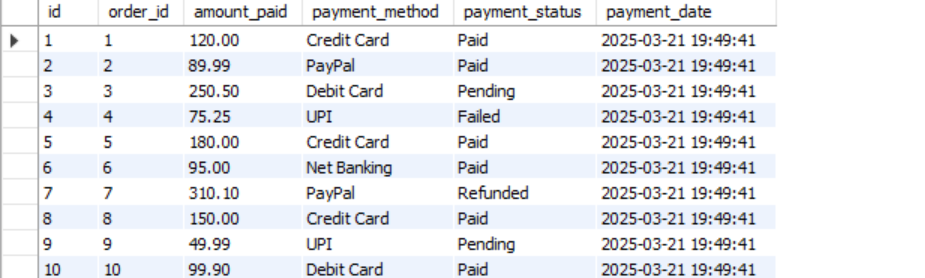 id order_id amount_paid payment_method payment_status payment_date
1 1 120.00 Credit Card Paid 2025-03-21 19:49:41
2 2 89.99 PayPal Paid 2025-03-21 19:49:41
3 3 250.50 Debit Card Pending 2025-03-21 19:49:41
4 4 75.25 UPI Failed 2025-03-21 19:49:41
5 5 180.00 Credit Card Paid 2025-03-21 19:49:41
6 6 95.00 Net Banking Paid 2025-03-21 19:49:41
7 7 310.10 PayPal Refunded 2025-03-21 19:49:41
8 8 150.00 Credit Card Paid 2025-03-21 19:49:41
9 9 49.99 UPI Pending 2025-03-21 19:49:41
10 10 99.90 Debit Card Paid 2025-03-21 19:49:41